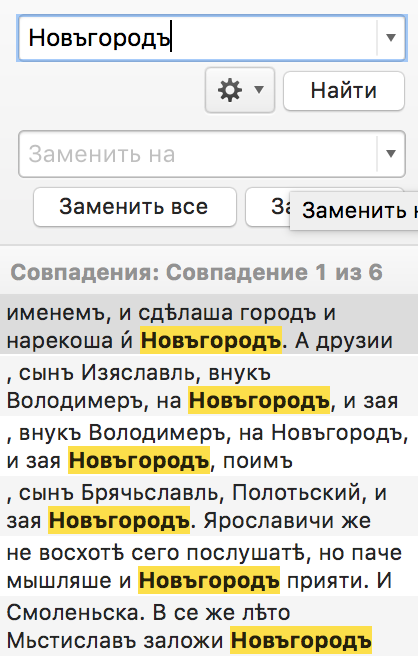 Новъгородъ
Найти
Заменить на
Заменить все
Заменить
Совпадения: Совпадение 1 из 6
именемъ, и сдѣлаша городъ и
нарекоша ѝ Новъгородъ. А друзии
, сынъ Изяславль, внукъ
Володимеръ, на Новъгородъ, и зая
, внукъ Володимеръ, на Новъгородъ,
и зая Новъгородъ, поимъ
, сынъ Брячьславль, Полотьский, и
зая Новъгородъ. Ярославичи же
не восхотѣ сего послушатѣ, но паче
мышляше и Новъгородъ прияти. И
Смоленьска. В се же лѣто
Мьстиславъ заложи Новъгородъ